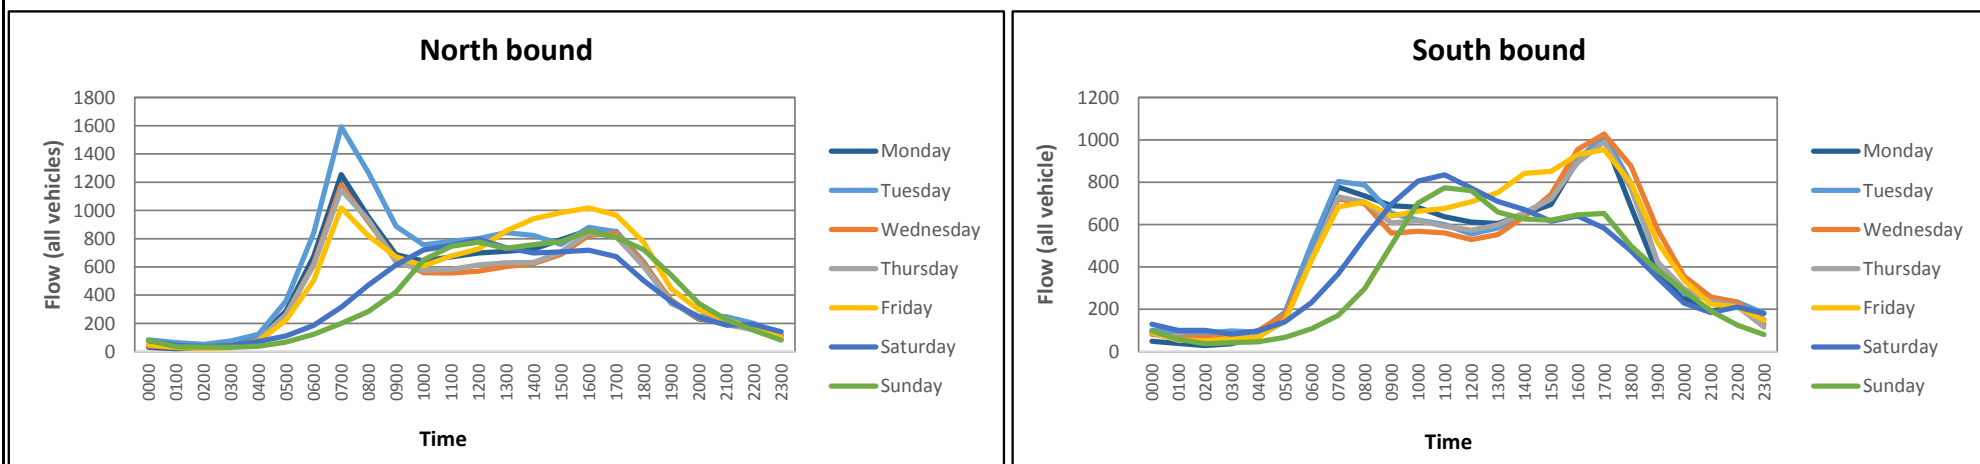 North bound
Flow (all vehicles)
1800
1600
1400
1200
1000
800
600
400
200
0
0000 0100 0200 0300 0400 0500 0600 0700 0800 0900 1000 1100 1200 1300 1400 1500 1600 1700 1800 1900 2000 2100 2200 2300
Time
Monday
Tuesday
Wednesday
Thursday
Friday
Saturday
Sunday
South bound
Flow (all vehicle)
1200
1000
800
600
400
200
0
0000 0100 0200 0300 0400 0500 0600 0700 0800 0900 1000 1100 1200 1300 1400 1500 1600 1700 1800 1900 2000 2100 2200 2300
Time
Monday
Tuesday
Wednesday
Thursday
Friday
Saturday
Sunday